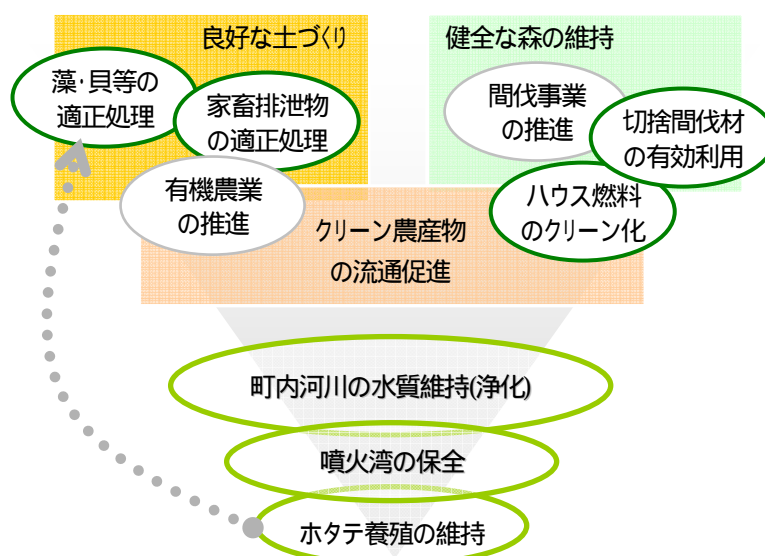 良好な土づくり
藻・貝等の
適正処理
家畜排泄物
の適正処理
有機農業
の推進
健全な森の維持
間伐事業
の推進
切捨間伐材
の有効利用
ハウス燃料
のクリーン化
クリーン農産物
の流通促進
町内河川の水質維持(浄化)
噴火湾の保全
ホタテ養殖の維持